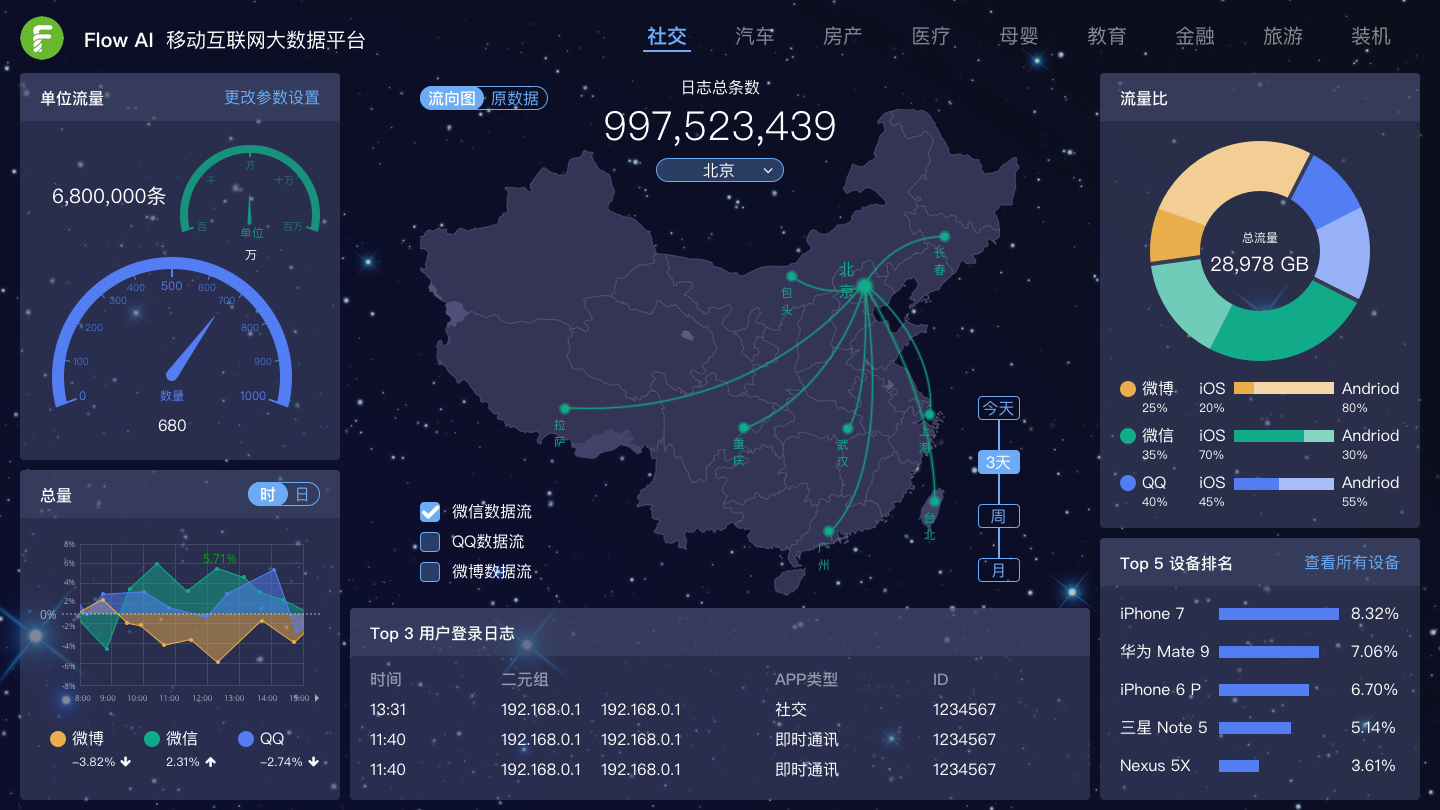 Flow AI 移动互联网大数据平台
社交 汽车 房产 医疗 母婴 教育 金融 旅游 装机
单位流量 更改参数设置
6,800,000条
百 千 万 十万 百万
单位
万
0 100 200 300 400 500 600 700 800 900 1000
数量
680
总量 时 日
8%
6%
4%
2%
0%
-2%
-4%
-6%
-8%
5.71%
8:00 9:00 10:00 11:00 12:00 13:00 14:00 15:00
微博 微信 QQ
-3.82% 2.31% -2.74%
流向图 原数据
日志总条数
997,523,439
北京
长春
北京
包头
拉萨
重庆
武汉
上海
台北
广州
今天
3天
周
月
微信数据流
QQ数据流
微博数据流
Top 3 用户登录日志
时间 二元组 APP类型 ID
13:31 192.168.0.1 192.168.0.1 社交 1234567
11:40 192.168.0.1 192.168.0.1 即时通讯 1234567
11:40 192.168.0.1 192.168.0.1 即时通讯 1234567
流量比
总流量
28,978 GB
微博 iOS Andriod
25% 20% 80%
微信 iOS Andriod
35% 70% 30%
QQ iOS Andriod
40% 45% 55%
Top 5 设备排名 查看所有设备
iPhone 7 8.32%
华为 Mate 9 7.06%
iPhone 6 P 6.70%
三星 Note 5 5.14%
Nexus 5X 3.61%